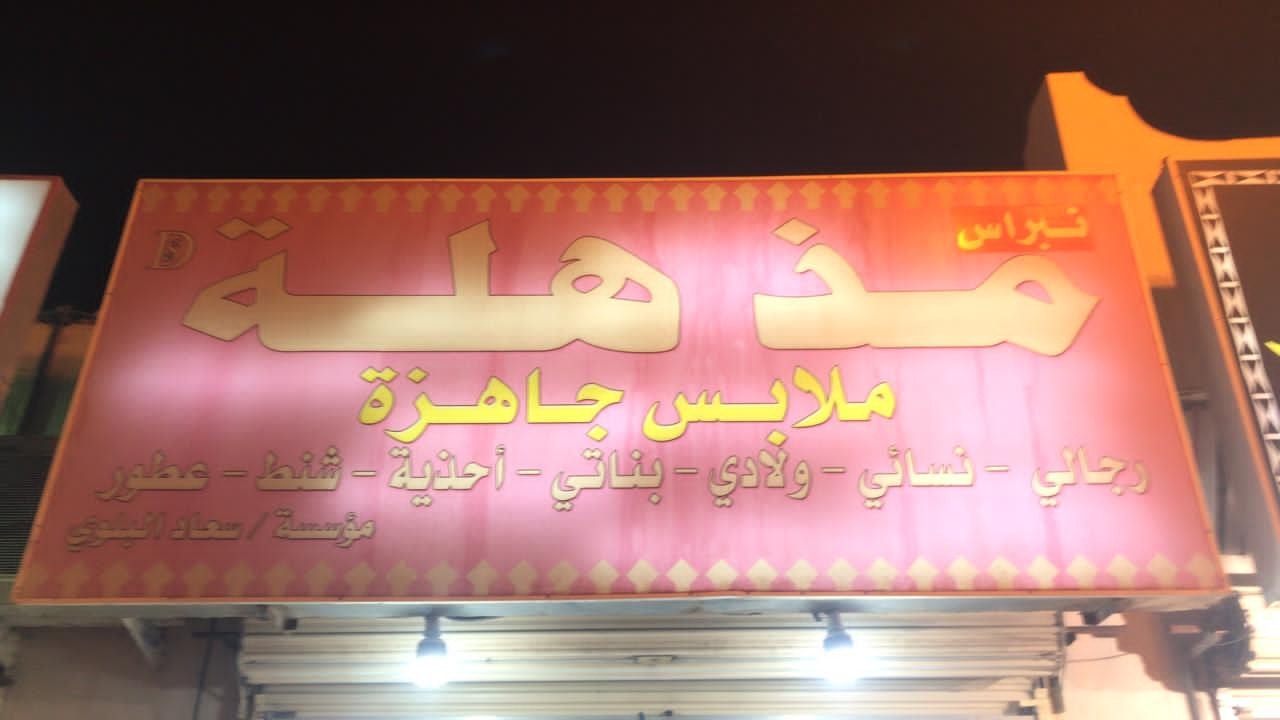 نبراس
مذهلة
ملابس جاهزة
رجالي - نسائي - ولادي - بناتي - أحذية - شنط - عطور
مؤسسة / سعاد البلوي